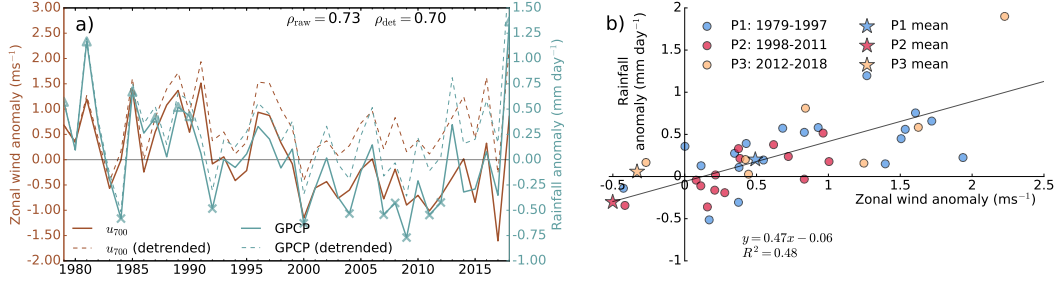 a)
ρraw = 0.73 ρdet = 0.70
3.00
2.50
2.00
1.50
1.00
0.50
0.00
-0.50
-1.00
-1.50
-2.00
Zonal wind anomaly (ms⁻¹)
1.50
1.25
1.00
0.75
0.50
0.25
0.00
-0.25
-0.50
-0.75
-1.00
Rainfall anomaly (mm day⁻¹)
u700 GPCP
u700 (detrended) GPCP (detrended)
1980 1985 1990 1995 2000 2005 2010 2015
b)
P1: 1979-1997 P1 mean
P2: 1998-2011 P2 mean
P3: 2012-2018 P3 mean
Rainfall
anomaly (mm day⁻¹)
2
1.5
1
0.5
-0.5
-1
-0.5 0 0.5 1 1.5 2 2.5
Zonal wind anomaly (ms⁻¹)
y = 0.47x − 0.06
R² = 0.48